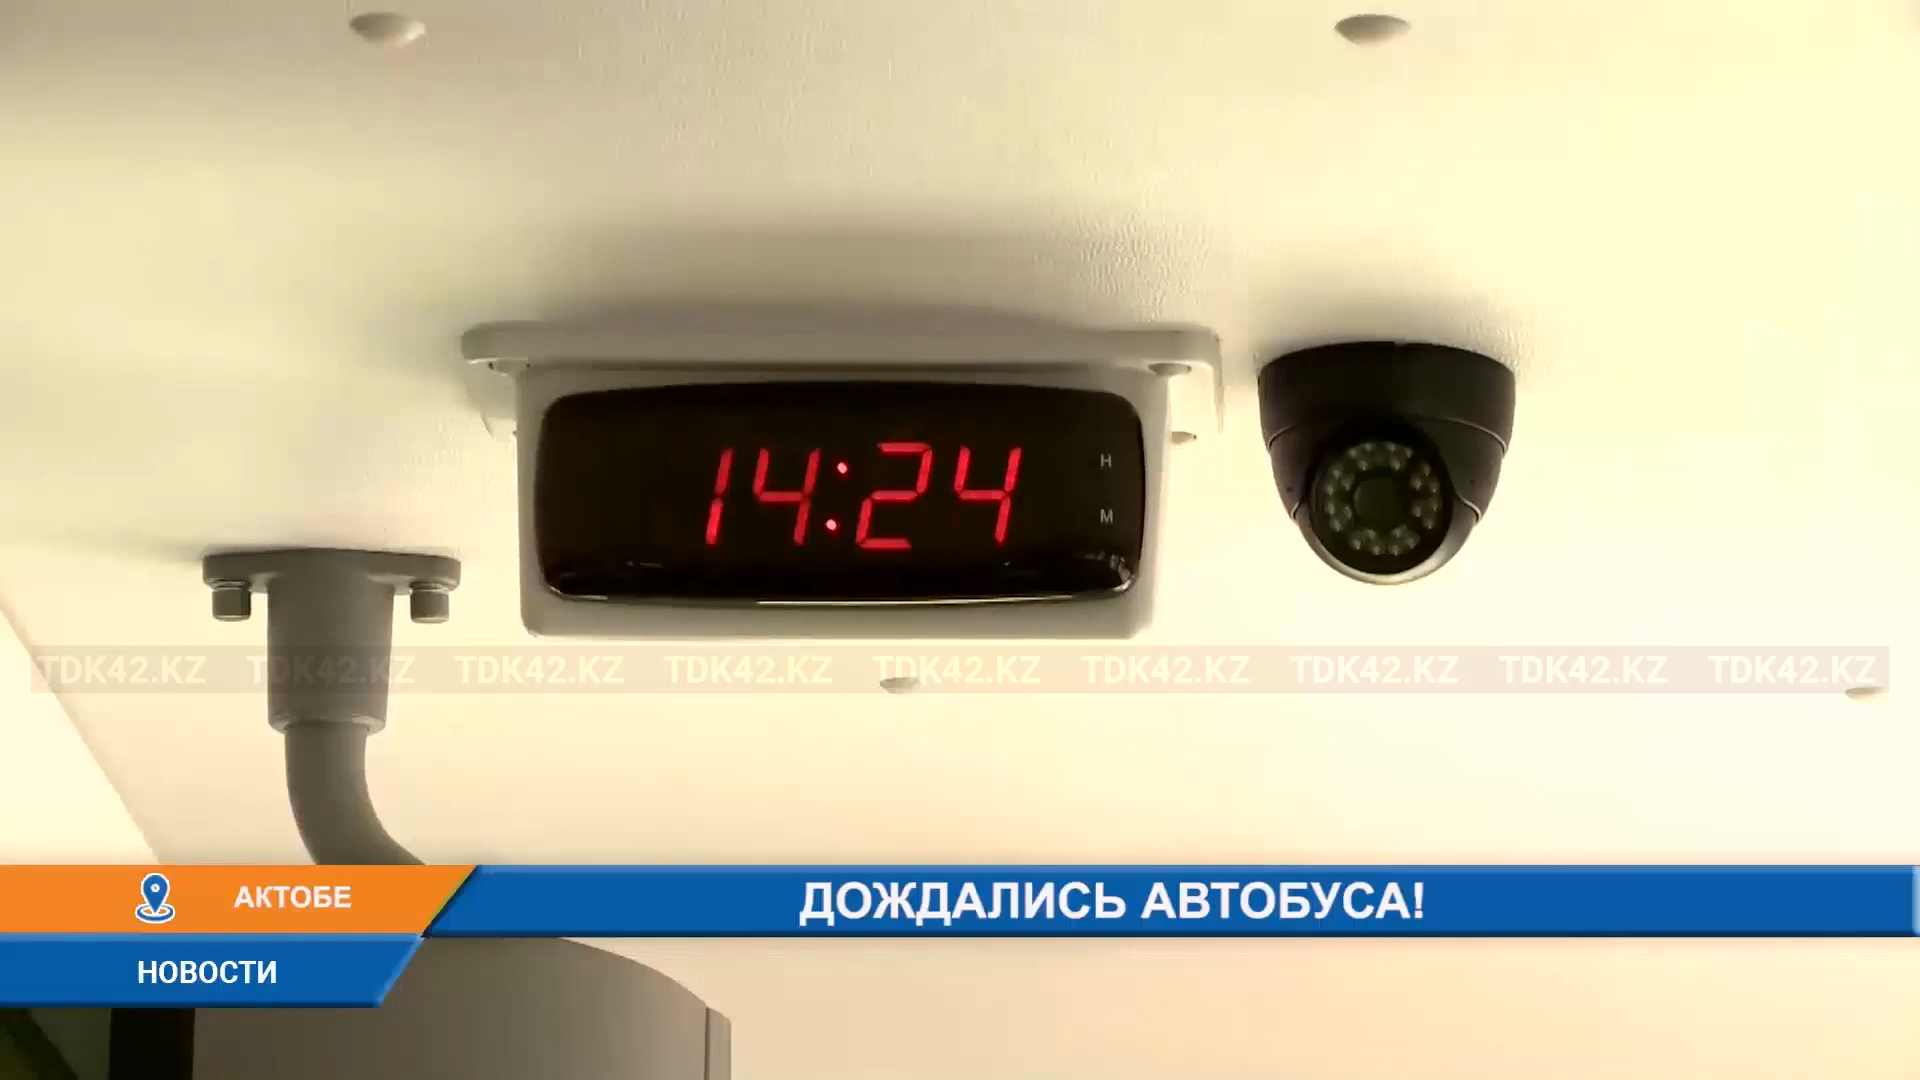 14:24
H
M
TDK42.KZ TDK42.KZ TDK42.KZ TDK42.KZ TDK42.KZ TDK42.KZ TDK42.KZ TDK42.KZ TDK42.KZ
АКТОБЕ
ДОЖДАЛИСЬ АВТОБУСА!
НОВОСТИ